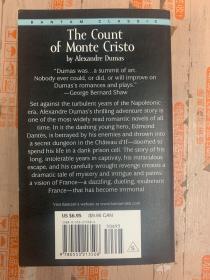 BANTAM CLASSIC
The Count
of Monte Cristo
by Alexandre Dumas
"Dumas was...a summit of art.
Nobody ever could, or did, or will improve on
Dumas's romances and plays."
—George Bernard Shaw
Set against the turbulent years of the Napoleonic
era, Alexandre Dumas's thrilling adventure story is
one of the most widely read romantic novels of all
time. In it the dashing young hero, Edmond
Dantès, is betrayed by his enemies and thrown into
a secret dungeon in the Château d'If—doomed to
spend his life in a dank prison cell. The story of his
long, intolerable years in captivity, his miraculous
escape, and his carefully wrought revenge creates a
dramatic tale of mystery and intrigue and paints
a vision of France—a dazzling, dueling, exuberant
France—that has become immortal
US $6.95
50695